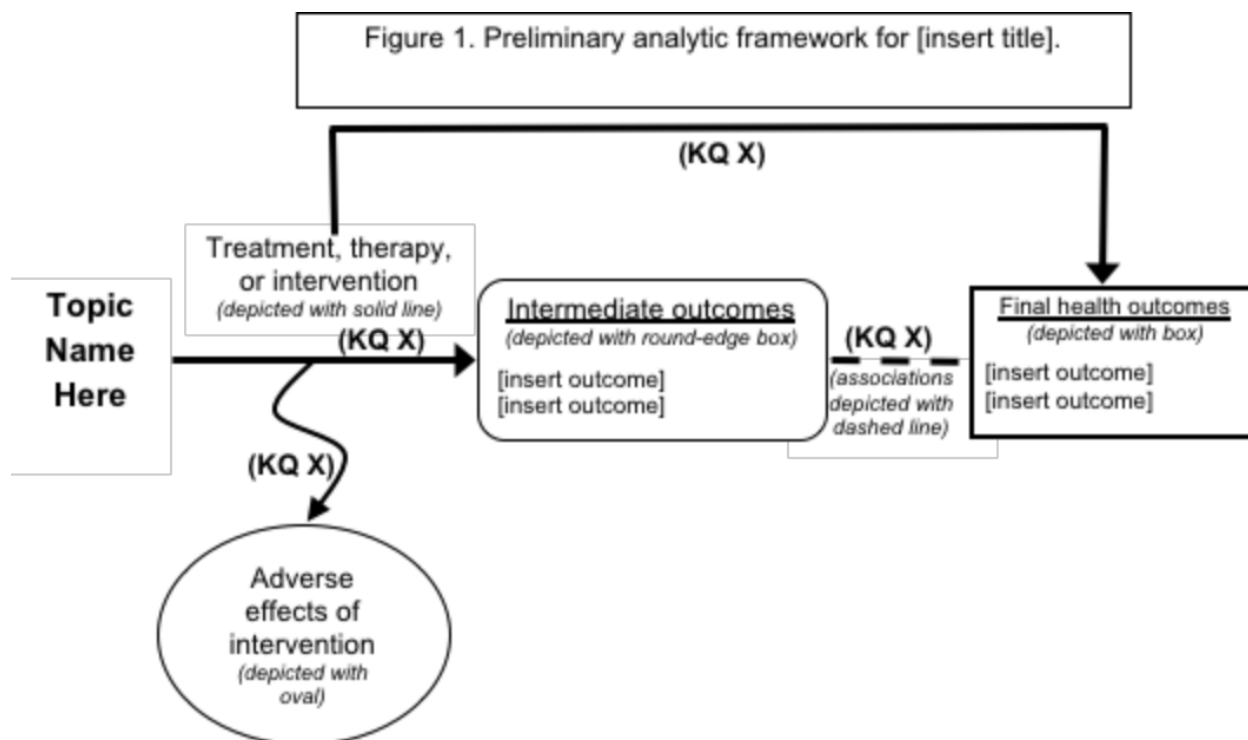 Figure 1. Preliminary analytic framework for [insert title].
(KQ X)
Treatment, therapy,
or intervention
(depicted with solid line)
(KQ X)
Topic
Name
Here
Intermediate outcomes
(depicted with round-edge box)
[insert outcome]
[insert outcome]
(KQ X)
(associations
depicted with
dashed line)
Final health outcomes
(depicted with box)
[insert outcome]
[insert outcome]
(KQ X)
Adverse
effects of
intervention
(depicted with
oval)